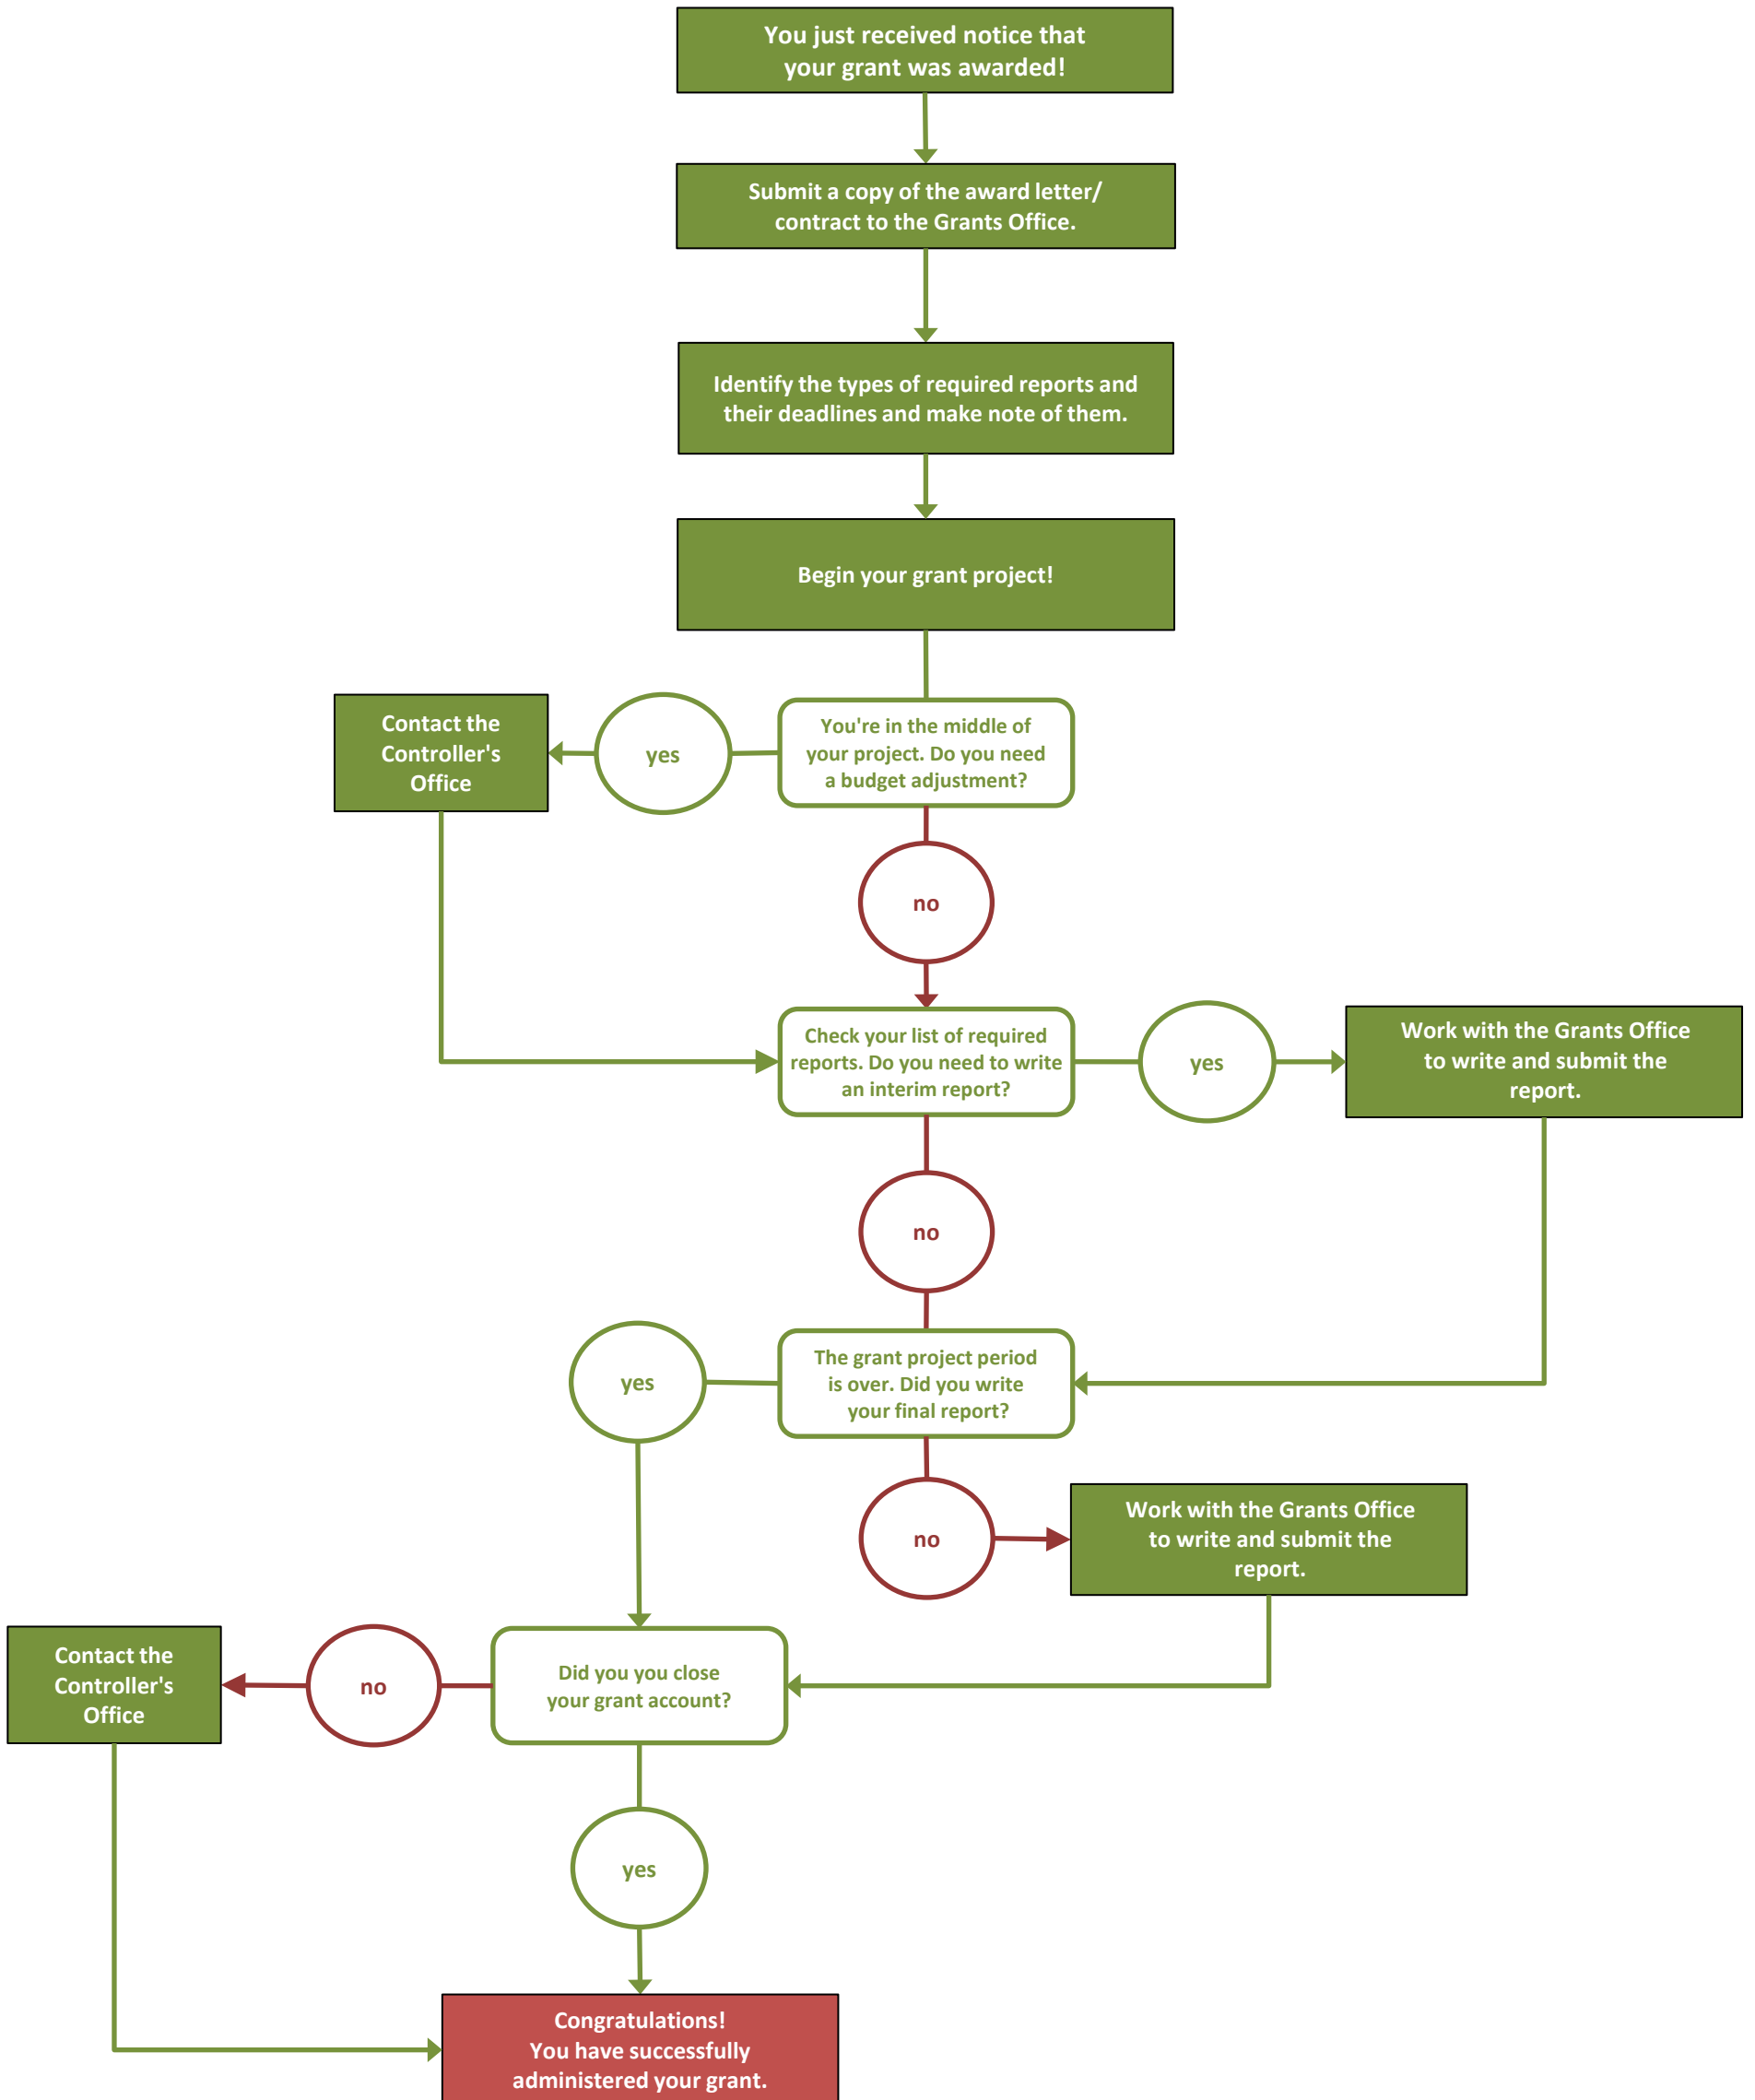 You just received notice that
your grant was awarded!
Submit a copy of the award letter/
contract to the Grants Office.
Identify the types of required reports and
their deadlines and make note of them.
Begin your grant project!
Contact the
Controller's
Office
yes
You're in the middle of
your project. Do you need
a budget adjustment?
no
Check your list of required
reports. Do you need to write
an interim report?
yes
Work with the Grants Office
to write and submit the
report.
no
yes
The grant project period
is over. Did you write
your final report?
no
Work with the Grants Office
to write and submit the
report.
Contact the
Controller's
Office
no
Did you you close
your grant account?
yes
Congratulations!
You have successfully
administered your grant.